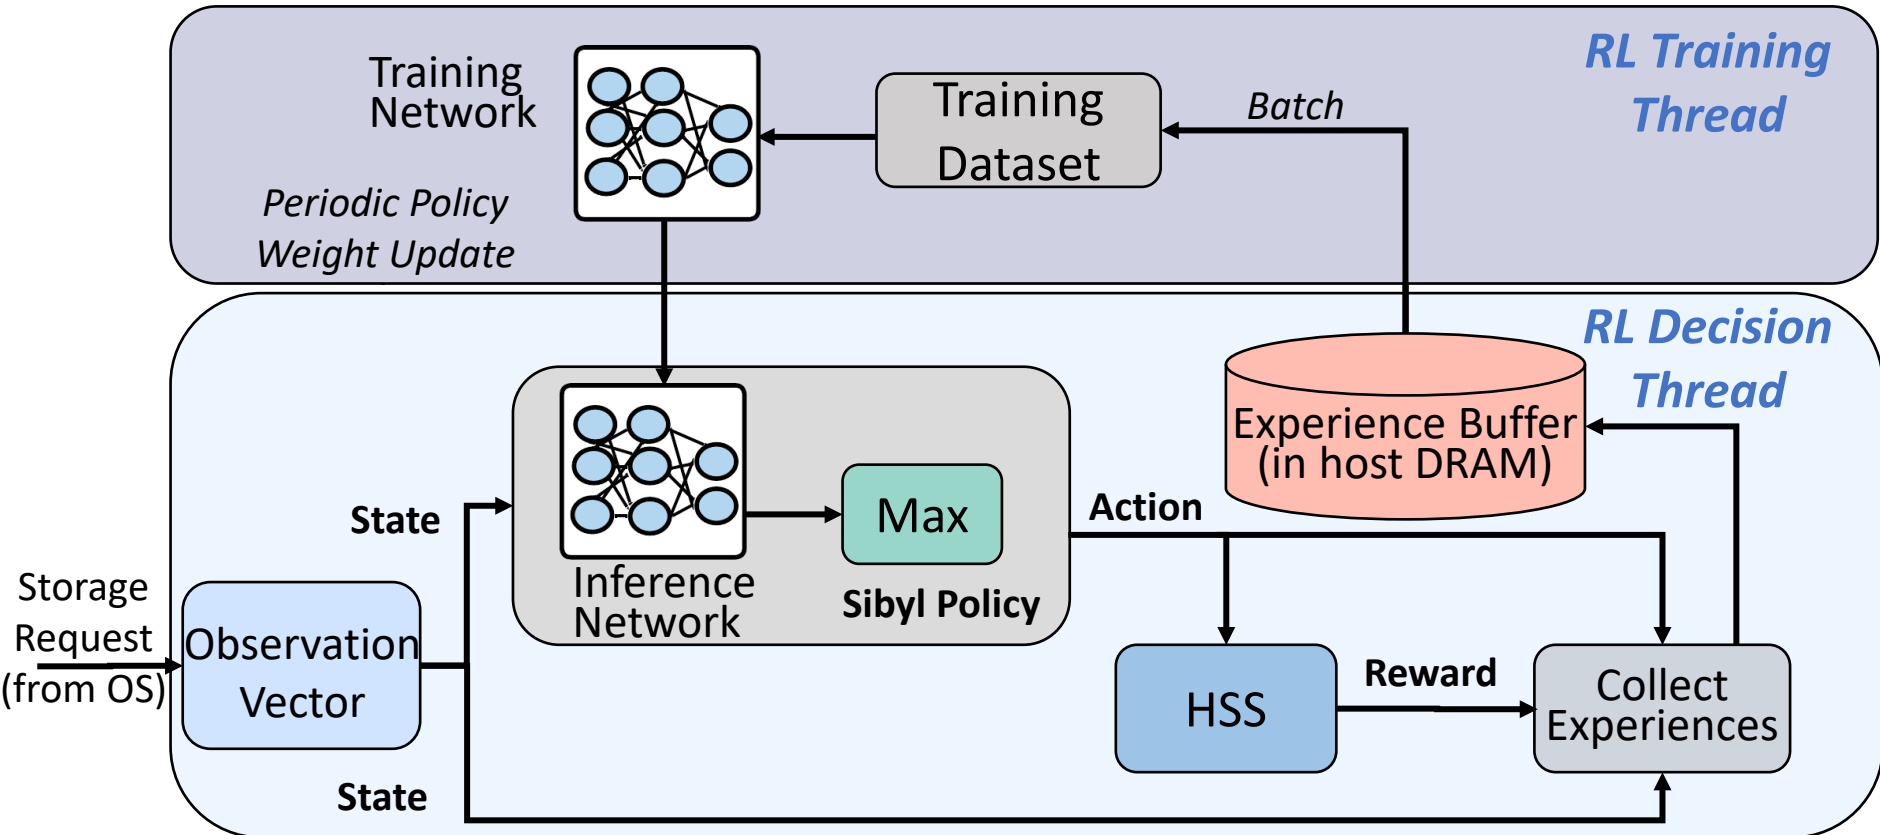 RL Training
Thread
Training
Network
Training
Dataset
Batch
Periodic Policy
Weight Update
RL Decision
Thread
Experience Buffer
(in host DRAM)
State
Max
Action
Inference
Network
Sibyl Policy
Storage
Request
(from OS)
Observation
Vector
HSS
Reward
Collect
Experiences
State